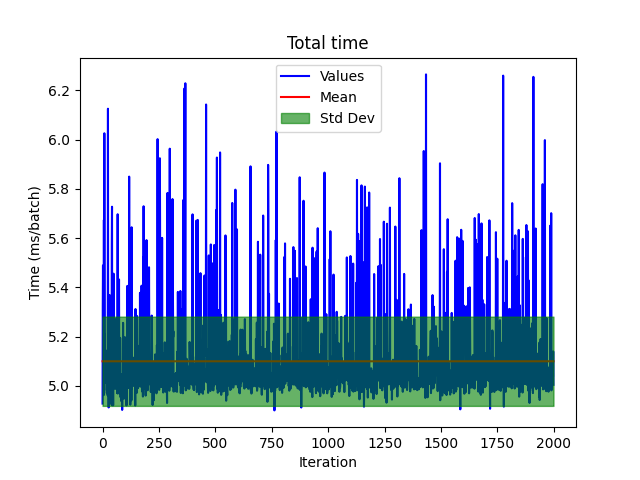 Total time
Values
Mean
Std Dev
Time (ms/batch)
6.2
6.0
5.8
5.6
5.4
5.2
5.0
0 250 500 750 1000 1250 1500 1750 2000
Iteration